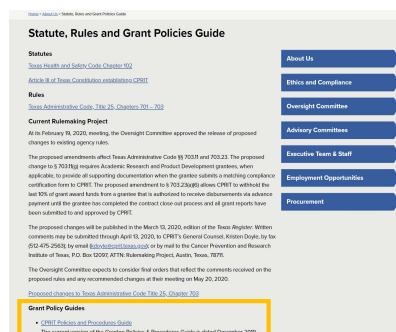 Home » About Us » Statute, Rules and Grant Policies Guide
Statute, Rules and Grant Policies Guide
Statutes
Texas Health and Safety Code Chapter 102
Article III of Texas Constitution establishing CPRIT
Rules
Texas Administrative Code, Title 25, Chapters 701 – 703
Current Rulemaking Project
At its February 19, 2020, meeting, the Oversight Committee approved the release of proposed
changes to existing agency rules.
The proposed amendments affect Texas Administrative Code §§ 703.11 and 703.23. The proposed
change to § 703.11(g) requires Academic Research and Product Development grantees, when
applicable, to provide all supporting documentation when the grantee submits a matching compliance
certification form to CPRIT. The proposed amendment to § 703.23(a)(6) allows CPRIT to withhold the
last 10% of grant award funds from a grantee that is authorized to receive disbursements via advance
payment until the grantee has completed the contract close out process and all grant reports have
been submitted to and approved by CPRIT.
The proposed changes will be published in the March 13, 2020, edition of the Texas Register. Written
comments may be submitted through April 13, 2020, to CPRIT's General Counsel, Kristen Doyle, by fax
(512-475-2563); by email (kdoyle@cprit.texas.gov); or by mail to the Cancer Prevention and Research
Institute of Texas, P.O. Box 12097, ATTN: Rulemaking Project, Austin, Texas, 78711.
The Oversight Committee expects to consider final orders that reflect the comments received on the
proposed rules and any recommended changes at their meeting on May 20, 2020.
Proposed changes to Texas Administrative Code Title 25, Chapter 703
Grant Policy Guides
• CPRIT Policies and Procedures Guide
The current version of the Granting Policies & Procedures Guide is dated December 2019
About Us
Ethics and Compliance
Oversight Committee
Advisory Committees
Executive Team & Staff
Employment Opportunities
Procurement